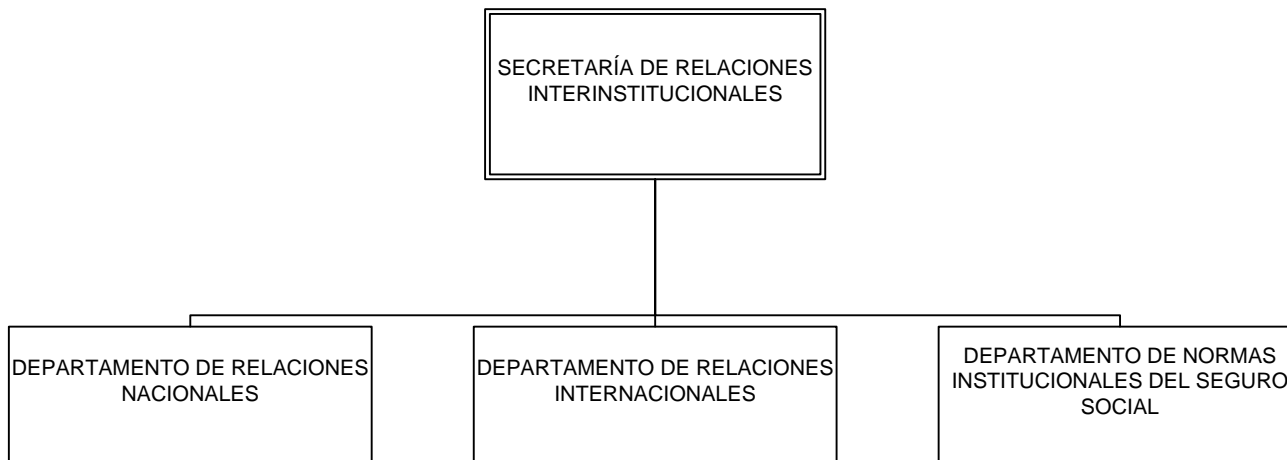 SECRETARÍA DE RELACIONES
INTERINSTITUCIONALES
DEPARTAMENTO DE RELACIONES
NACIONALES
DEPARTAMENTO DE RELACIONES
INTERNACIONALES
DEPARTAMENTO DE NORMAS
INSTITUCIONALES DEL SEGURO
SOCIAL